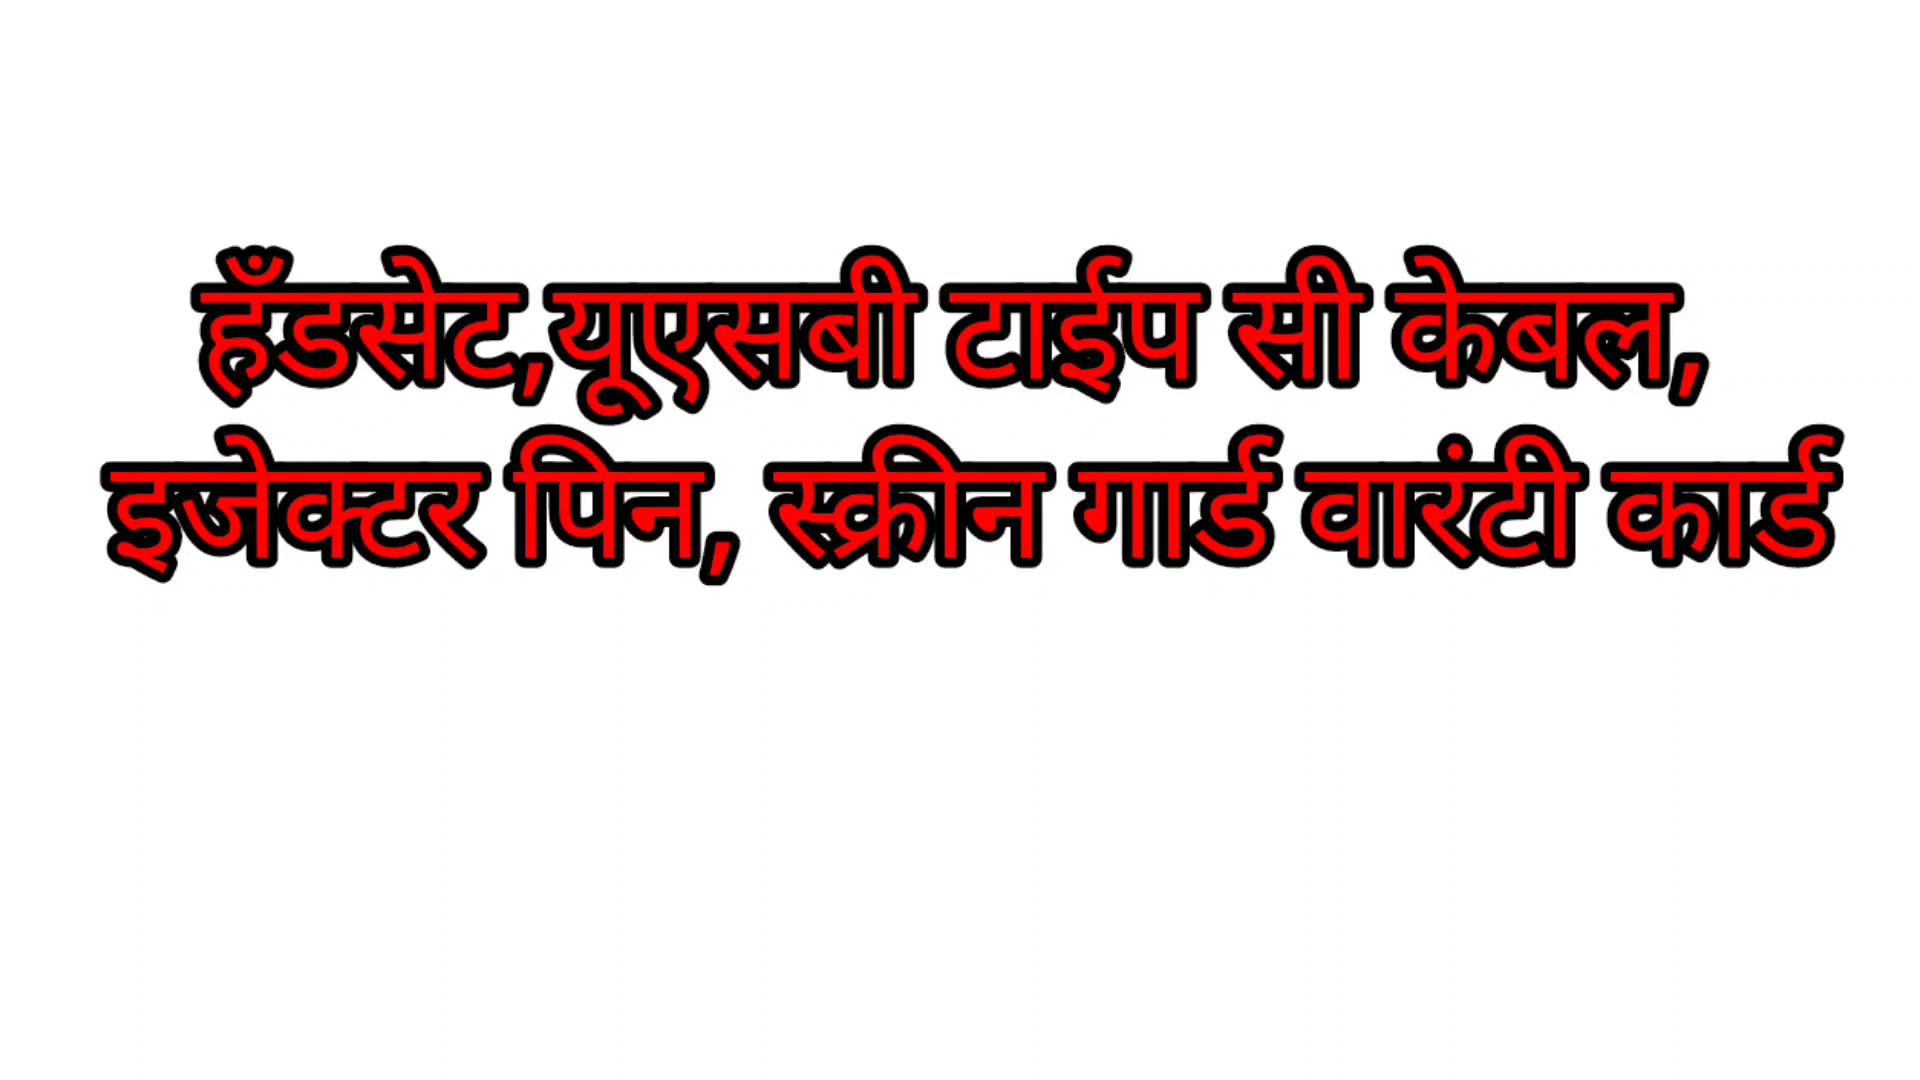 हँडसेट,यूएसबी टाईप सी केबल,
इजेक्टर पिन, स्क्रीन गार्ड वारंटी कार्ड